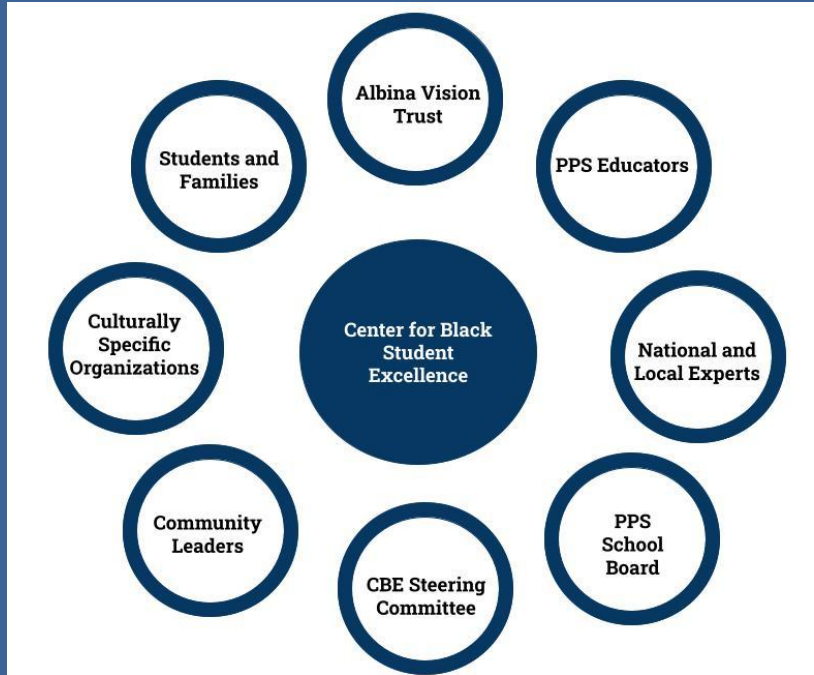 Albina Vision
Trust
Students and
Families
PPS Educators
Culturally
Specific
Organizations
Center for Black
Student
Excellence
National and
Local Experts
Community
Leaders
PPS
School
Board
CBE Steering
Committee